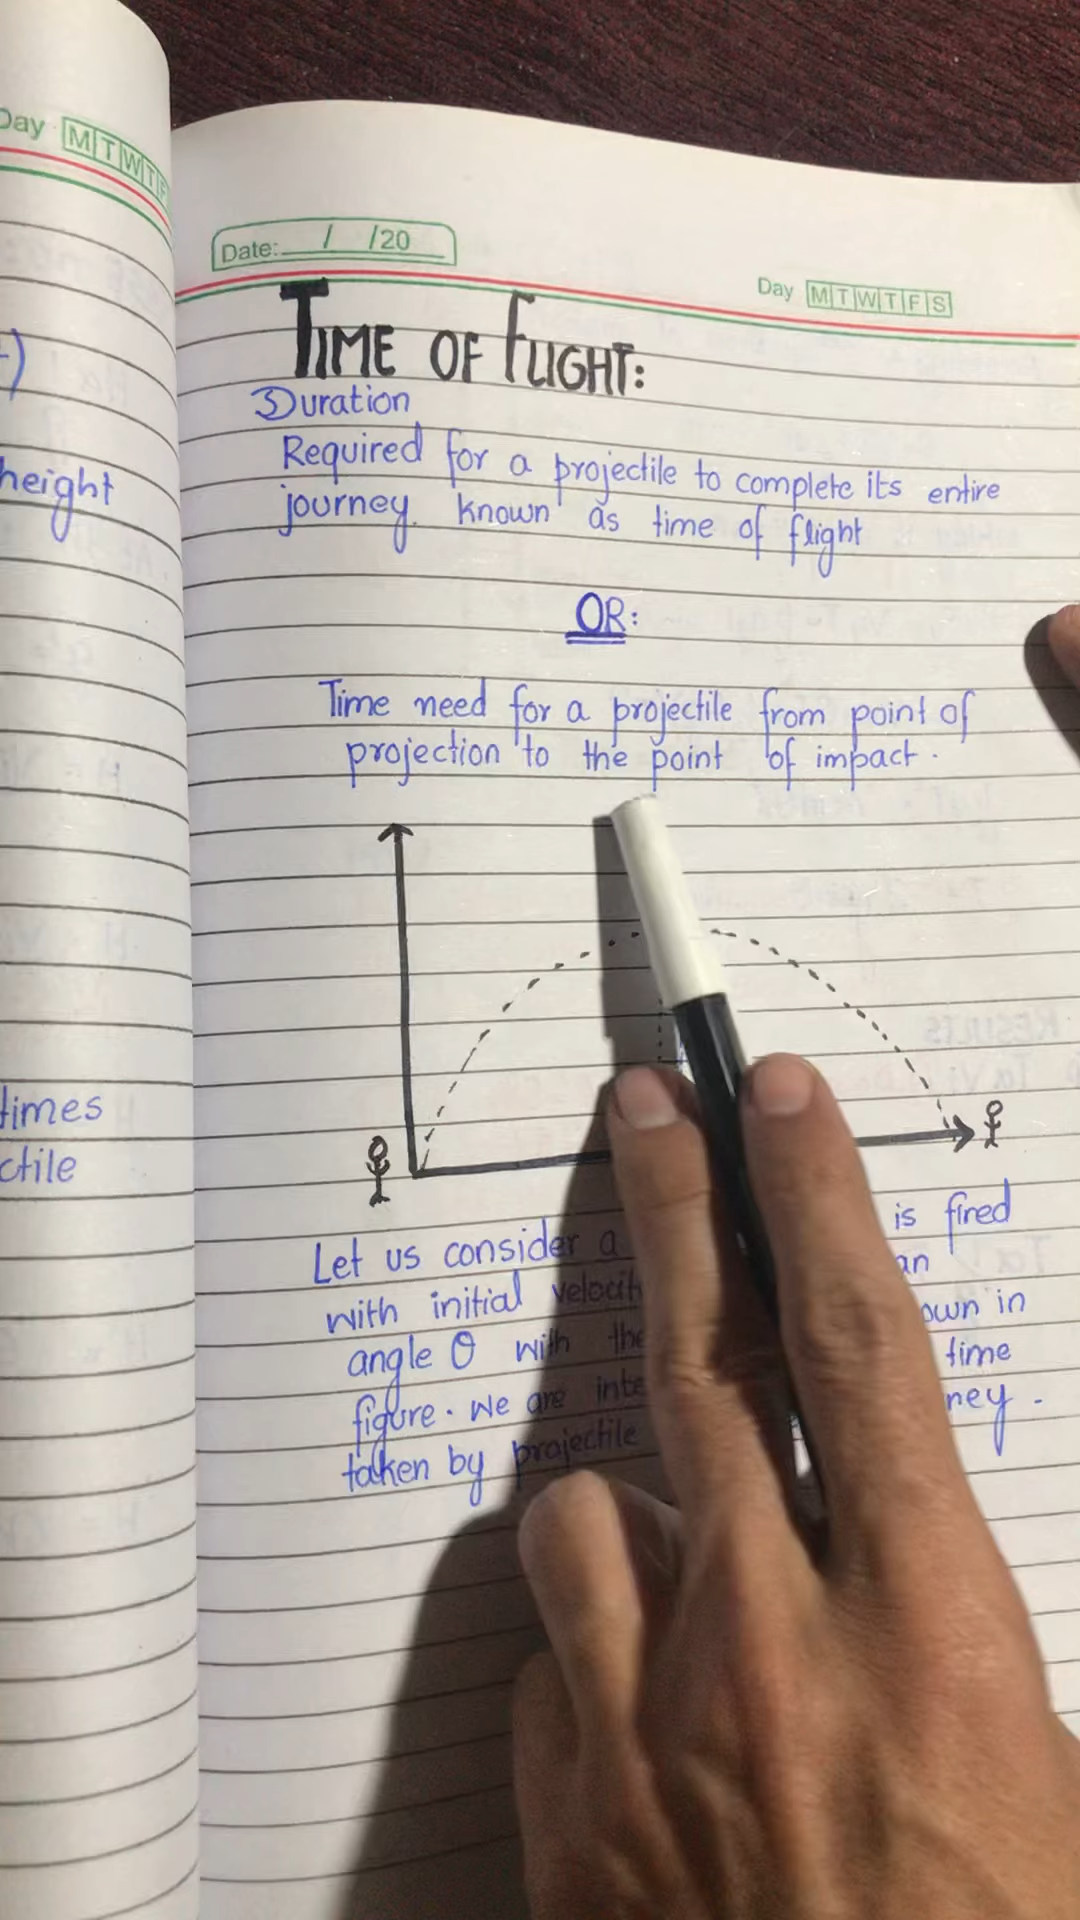 Day M T W T F
height
times
ctile
Date: / /20
Day M T W T F S
TIME OF FLIGHT:
Duration
Required for a projectile to complete its entire
journey. known as time of flight
OR:
Time need for a projectile from point of
projection to the point of impact.
Let us consider a is fired
with initial velocit an
angle θ with the own in
figure. we are inte time
taken by projectile ney.